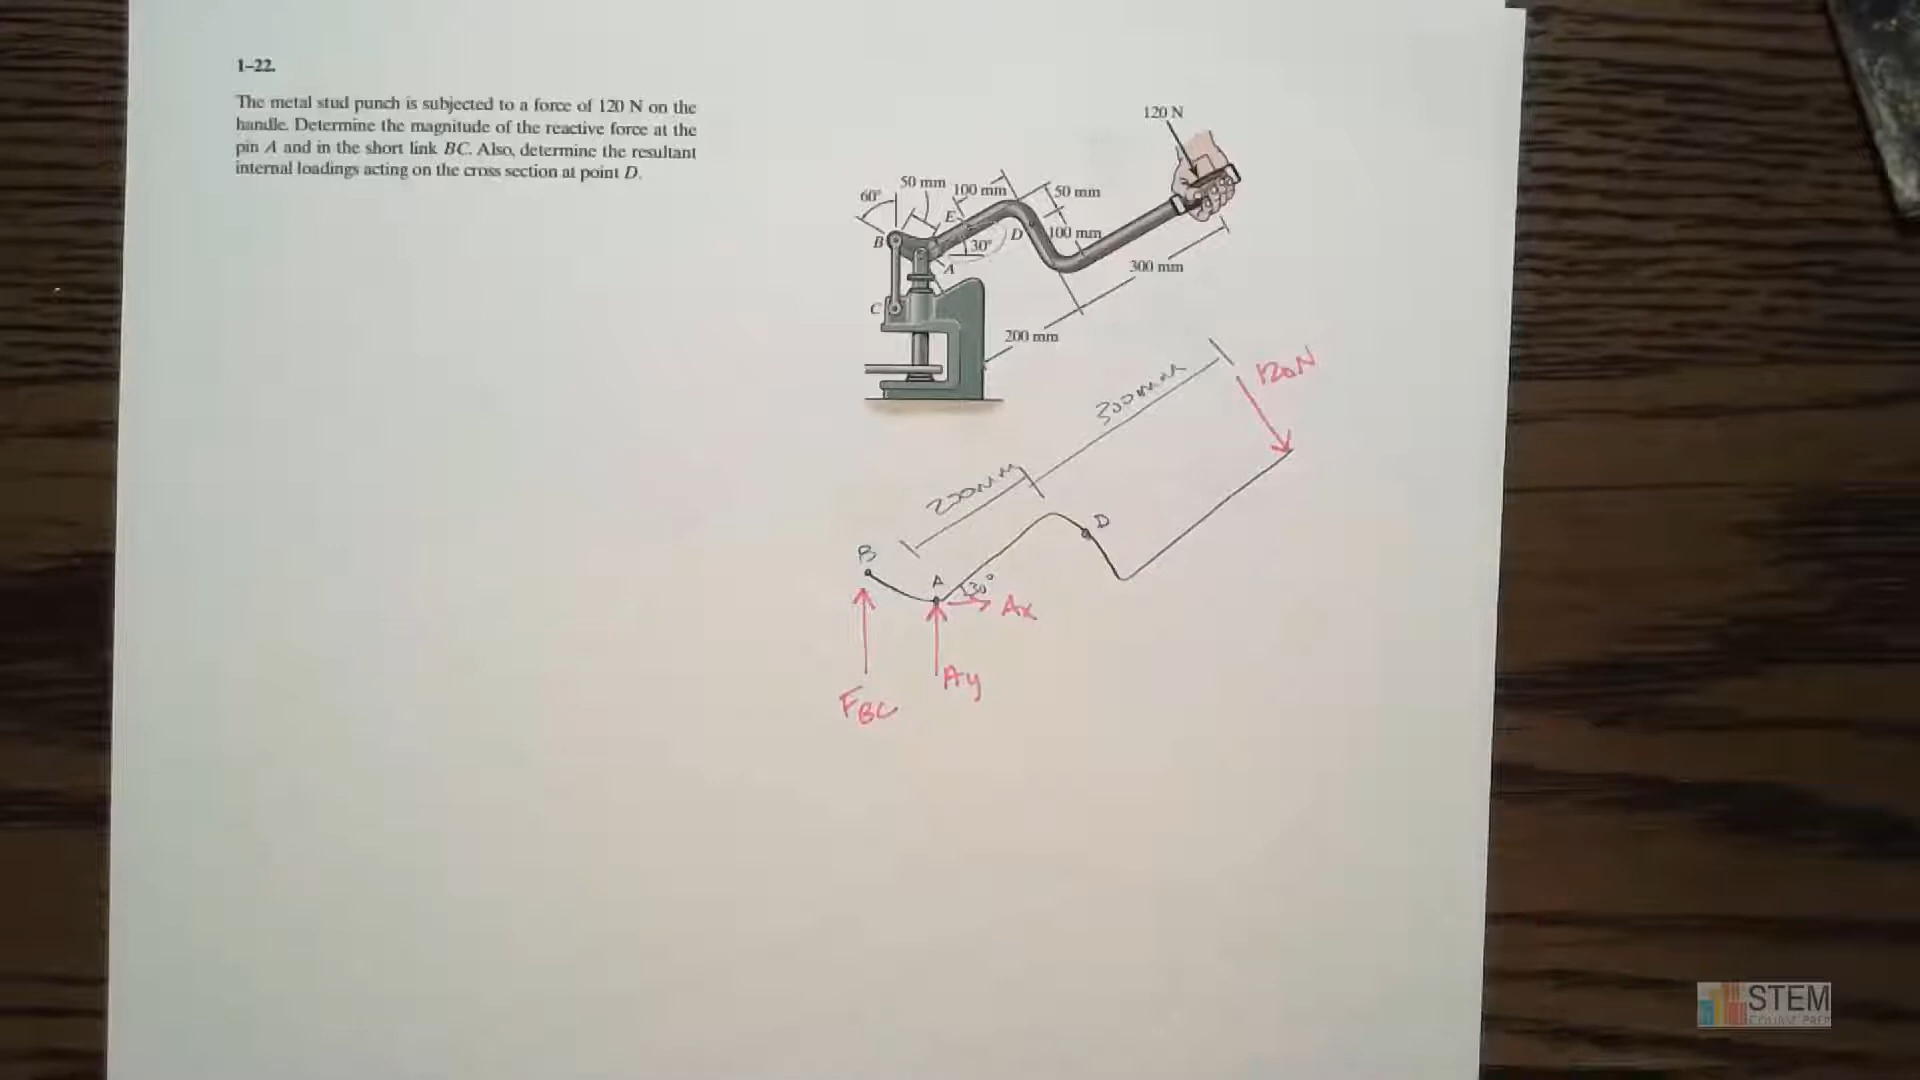 1–22.
The metal stud punch is subjected to a force of 120 N on the
handle. Determine the magnitude of the reactive force at the
pin A and in the short link BC. Also, determine the resultant
internal loadings acting on the cross section at point D.
120 N
50 mm
100 mm
50 mm
60°
E
B
D
100 mm
30°
A
300 mm
C
200 mm
120N
300mm
200mm
D
B
A
30°
Ax
Ay
FBC
STEM
COURSE PREP